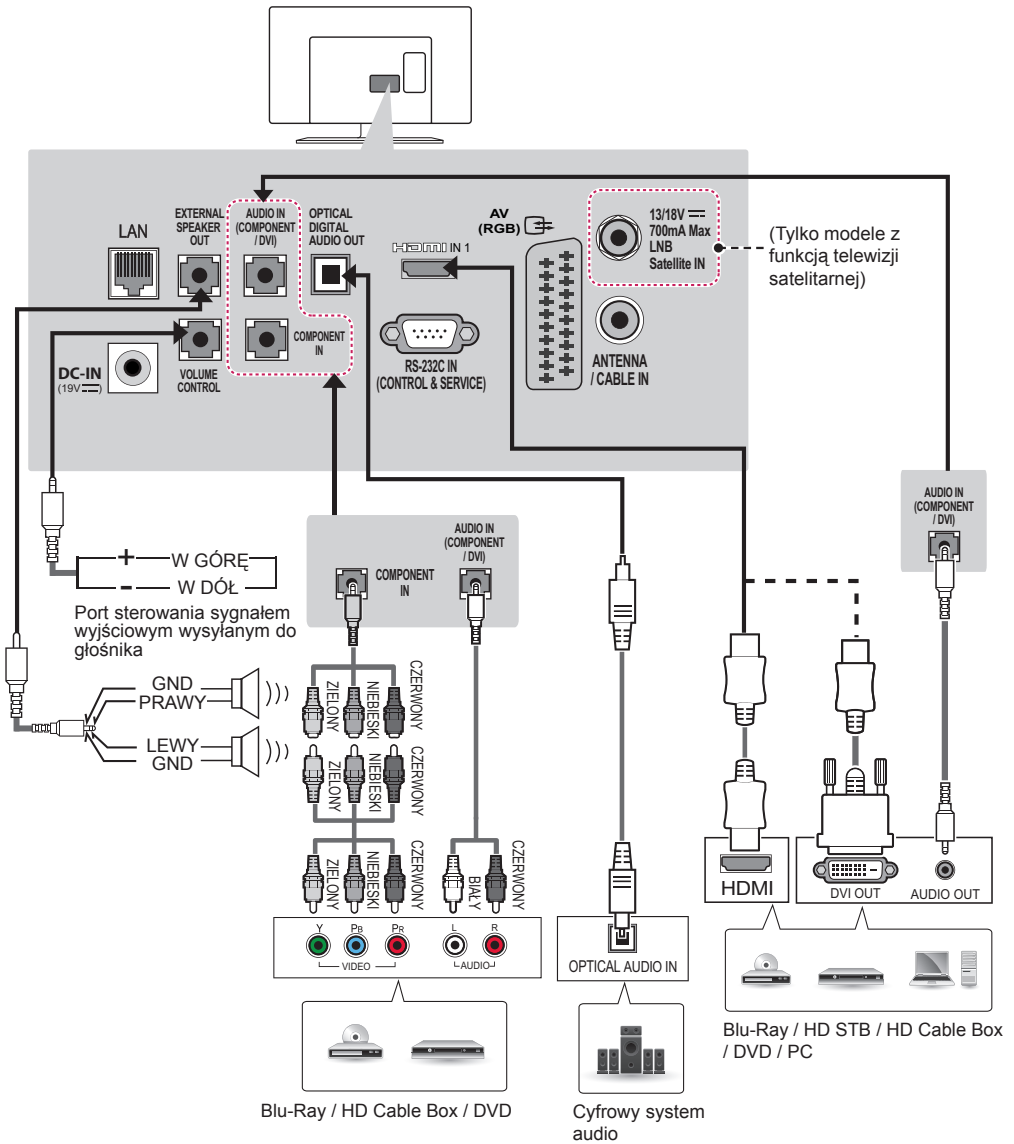 LAN
EXTERNAL
SPEAKER
OUT
AUDIO IN
(COMPONENT
/ DVI)
OPTICAL
DIGITAL
AUDIO OUT
HDMI IN 1
AV
(RGB)
13/18V
700mA Max
LNB
Satellite IN
(Tylko modele z
funkcją telewizji
satelitarnej)
DC-IN
(19V)
VOLUME
CONTROL
COMPONENT
IN
RS-232C IN
(CONTROL & SERVICE)
ANTENNA
/ CABLE IN
AUDIO IN
(COMPONENT
/ DVI)
AUDIO IN
(COMPONENT
/ DVI)
COMPONENT
IN
+ W GÓRĘ
- W DÓŁ
Port sterowania sygnałem
wyjściowym wysyłanym do
głośnika
GND
PRAWY
LEWY
GND
ZIELONY
NIEBIESKI
CZERWONY
ZIELONY
NIEBIESKI
CZERWONY
ZIELONY
NIEBIESKI
CZERWONY
BIAŁY
CZERWONY
Y PB PR
VIDEO
L R
AUDIO
OPTICAL AUDIO IN
HDMI
DVI OUT
AUDIO OUT
Blu-Ray / HD Cable Box / DVD
Cyfrowy system
audio
Blu-Ray / HD STB / HD Cable Box
/ DVD / PC